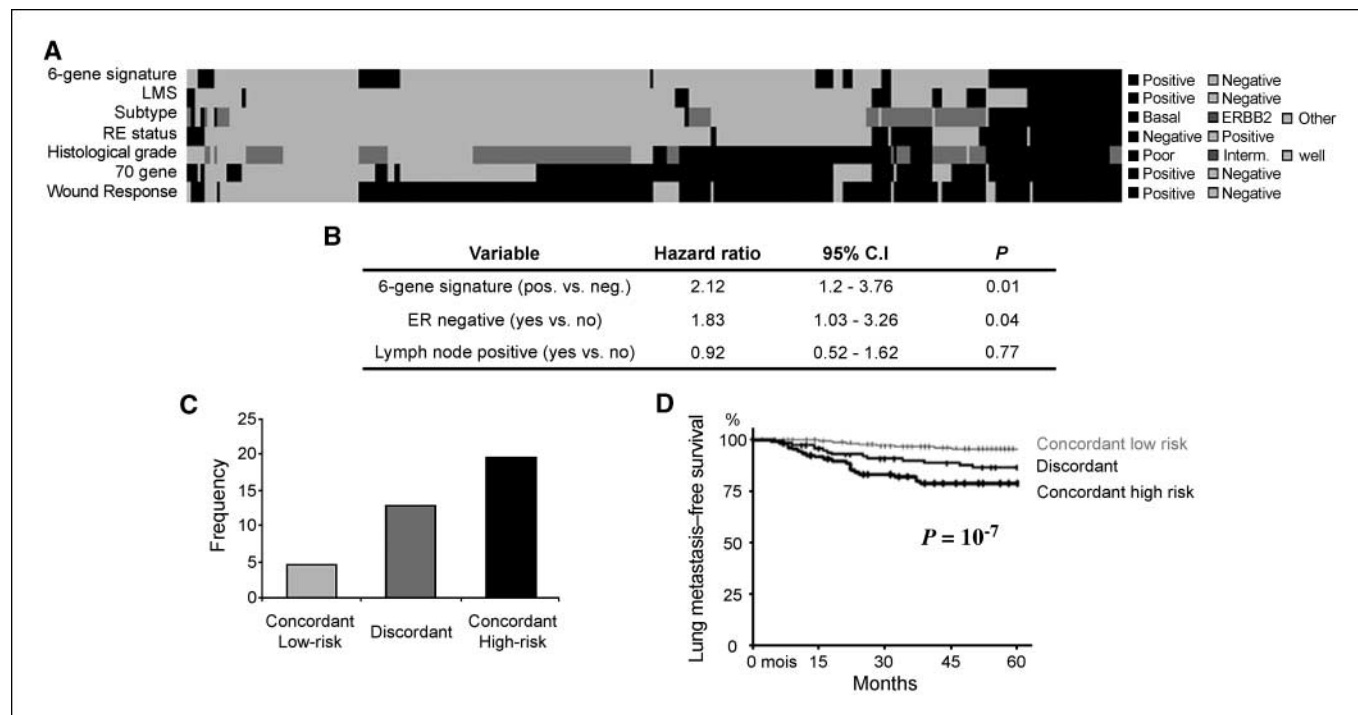 A
6-gene signature
LMS
Subtype
RE status
Histological grade
70 gene
Wound Response
Positive Negative
Positive Negative
Basal ERBB2 Other
Negative Positive
Poor Interm. well
Positive Negative
Positive Negative
B
Variable Hazard ratio 95% C.I P
6-gene signature (pos. vs. neg.) 2.12 1.2 - 3.76 0.01
ER negative (yes vs. no) 1.83 1.03 - 3.26 0.04
Lymph node positive (yes vs. no) 0.92 0.52 - 1.62 0.77
C
Frequency
25
20
15
10
5
0
Concordant
Low-risk
Discordant
Concordant
High-risk
D
Lung metastasis–free survival
%
100
75
50
25
0
0 mois 15 30 45 60
Months
Concordant low risk
Discordant
Concordant high risk
P = 10-7